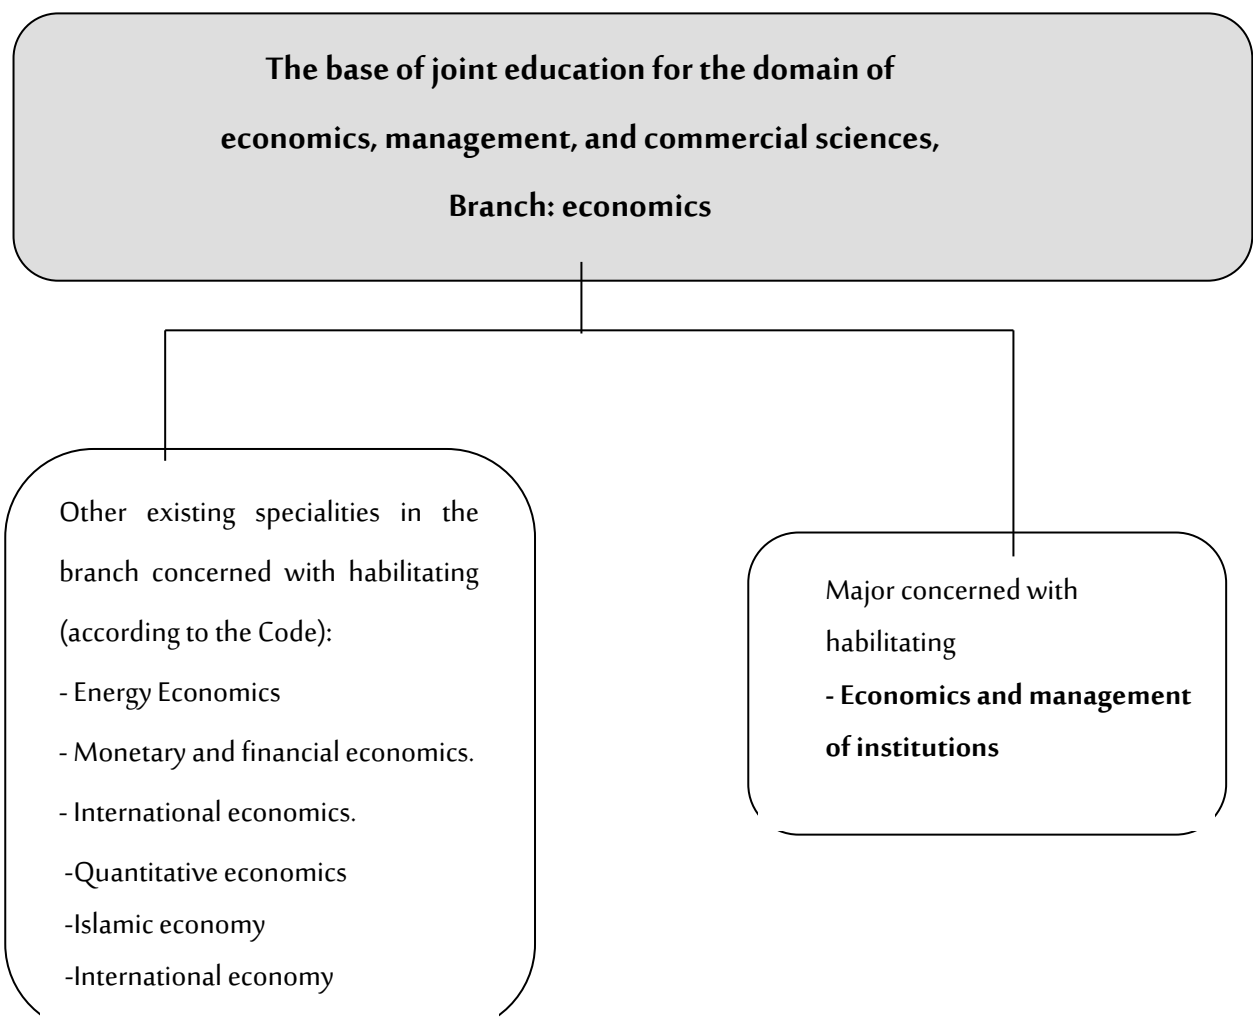 The base of joint education for the domain of
economics, management, and commercial sciences,
Branch: economics
Other existing specialities in the
branch concerned with habilitating
(according to the Code):
- Energy Economics
- Monetary and financial economics.
- International economics.
-Quantitative economics
-Islamic economy
-International economy
Major concerned with
habilitating
- Economics and management
of institutions